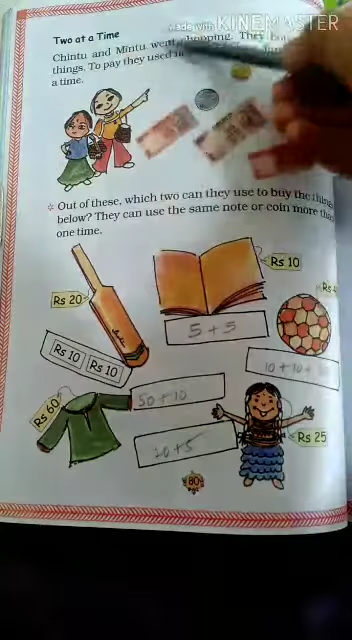 Made with KINEMASTER
Two at a Time
Chintu and Mintu went shopping. They
things. To pay they used
a time.
Out of these, which two can they use to buy the things
below? They can use the same note or coin more than
one time.
Rs 10
Rs 20
5 + 5
Rs 10 Rs 10
10 + 10 +
Rs 60
50 + 10
Rs 25
20 + 5
80